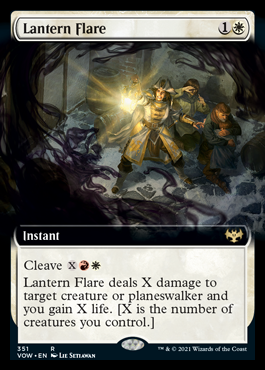 Lantern Flare 1
Instant
Cleave X
Lantern Flare deals X damage to
target creature or planeswalker and
you gain X life. [X is the number of
creatures you control.]
351 R
VOW • EN Lie Setiawan
™ & © 2021 Wizards of the Coast